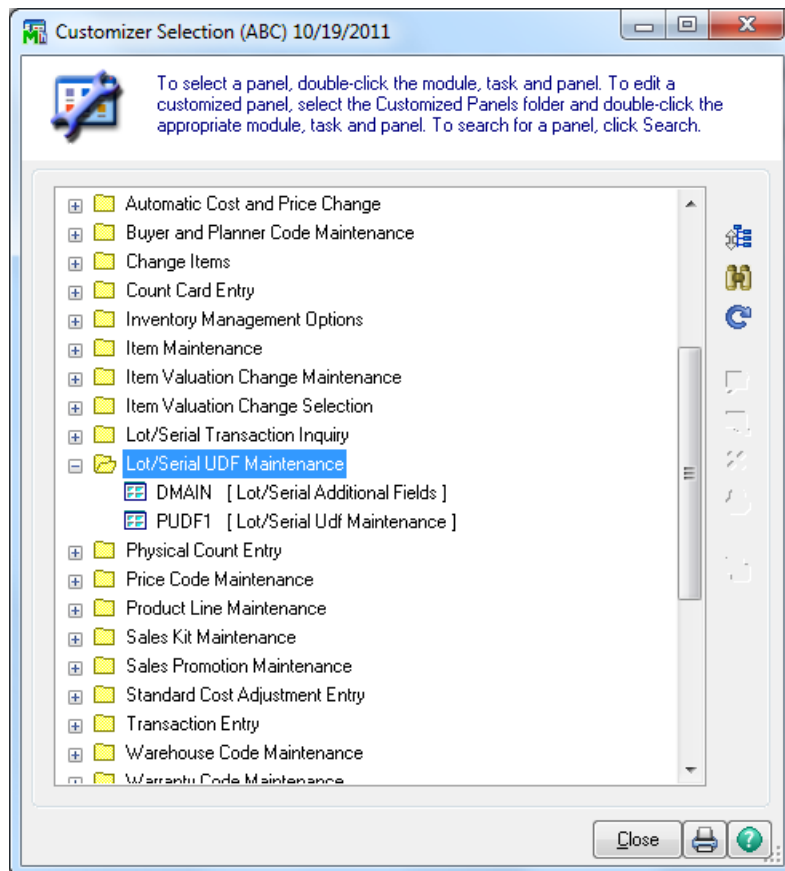 Customizer Selection (ABC) 10/19/2011
To select a panel, double-click the module, task and panel. To edit a
customized panel, select the Customized Panels folder and double-click the
appropriate module, task and panel. To search for a panel, click Search.
Automatic Cost and Price Change
Buyer and Planner Code Maintenance
Change Items
Count Card Entry
Inventory Management Options
Item Maintenance
Item Valuation Change Maintenance
Item Valuation Change Selection
Lot/Serial Transaction Inquiry
Lot/Serial UDF Maintenance
DMAIN [ Lot/Serial Additional Fields ]
PUDF1 [ Lot/Serial Udf Maintenance ]
Physical Count Entry
Price Code Maintenance
Product Line Maintenance
Sales Kit Maintenance
Sales Promotion Maintenance
Standard Cost Adjustment Entry
Transaction Entry
Warehouse Code Maintenance
Warranty Code Maintenance
Close